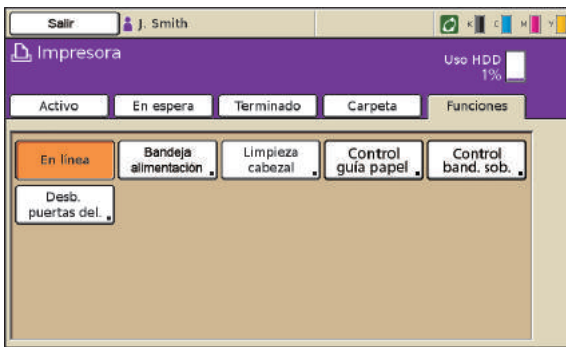 Salir
J. Smith
K C M Y
Impresora
Uso HDD
1%
Activo
En espera
Terminado
Carpeta
Funciones
En línea
Bandeja
alimentación
Limpieza
cabezal
Control
guía papel
Control
band. sob.
Desb.
puertas del.